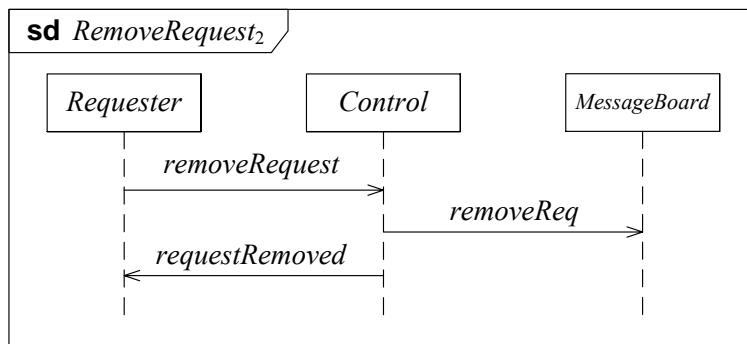 sd RemoveRequest₂
Requester Control MessageBoard
removeRequest
removeReq
requestRemoved